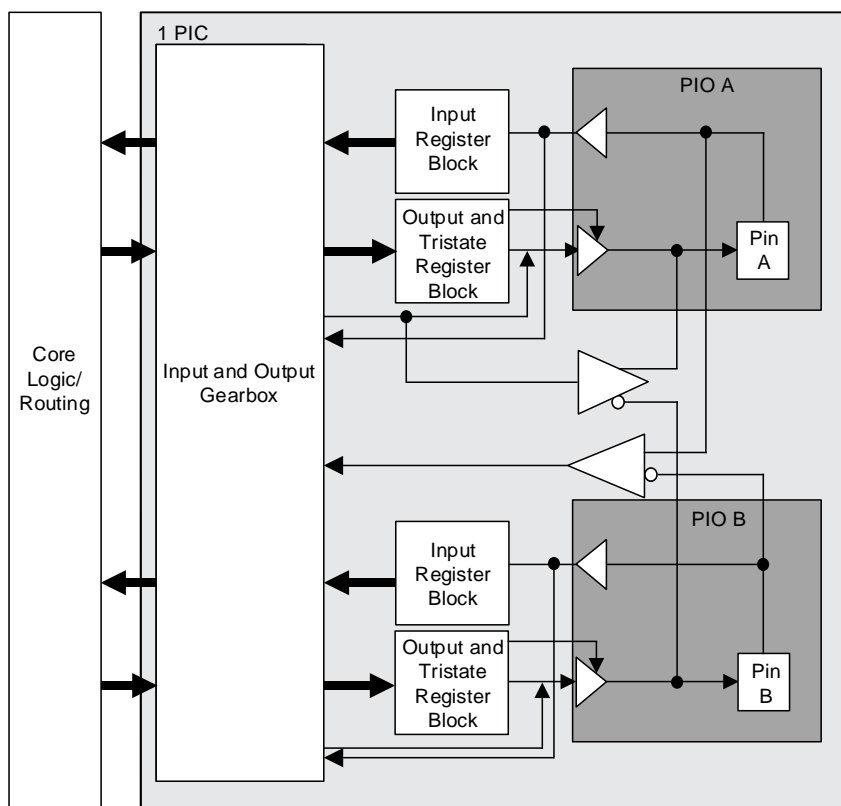 1 PIC
PIO A
Input
Register
Block
Output and
Tristate
Register
Block
Pin
A
Core
Logic/
Routing
Input and Output
Gearbox
PIO B
Input
Register
Block
Output and
Tristate
Register
Block
Pin
B